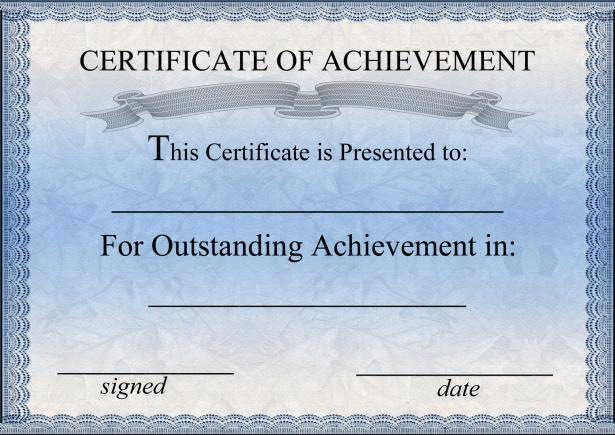 CERTIFICATE OF ACHIEVEMENT
This Certificate is Presented to:
For Outstanding Achievement in:
signed
date